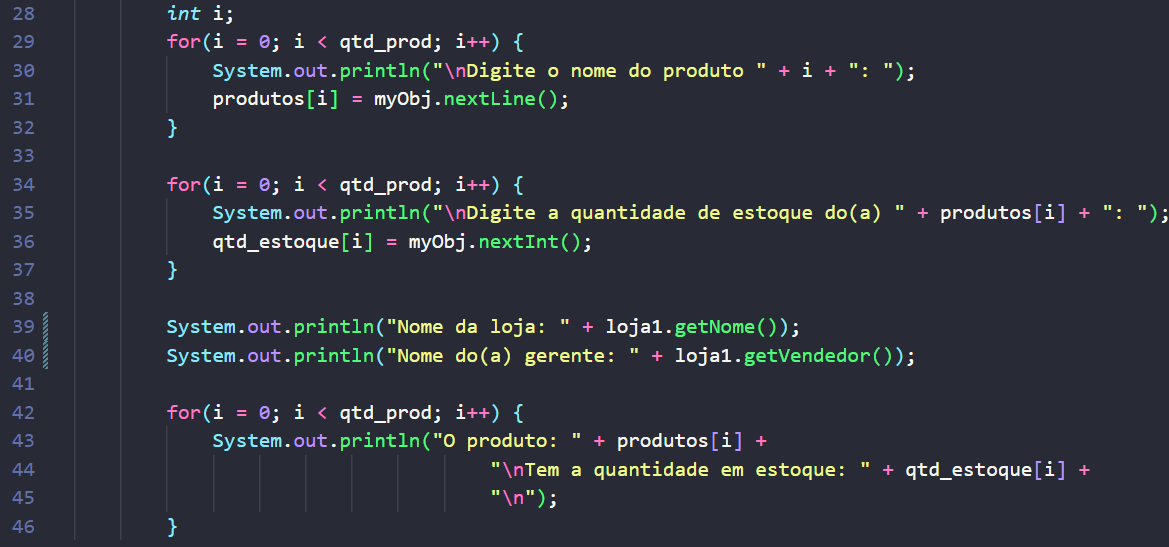 28 int i;
29 for(i = 0; i < qtd_prod; i++) {
30 System.out.println("\nDigite o nome do produto " + i + ": ");
31 produtos[i] = myObj.nextLine();
32 }
33
34 for(i = 0; i < qtd_prod; i++) {
35 System.out.println("\nDigite a quantidade de estoque do(a) " + produtos[i] + ": ");
36 qtd_estoque[i] = myObj.nextInt();
37 }
38
39 System.out.println("Nome da loja: " + loja1.getNome());
40 System.out.println("Nome do(a) gerente: " + loja1.getVendedor());
41
42 for(i = 0; i < qtd_prod; i++) {
43 System.out.println("O produto: " + produtos[i] +
44 "\nTem a quantidade em estoque: " + qtd_estoque[i] +
45 "\n");
46 }